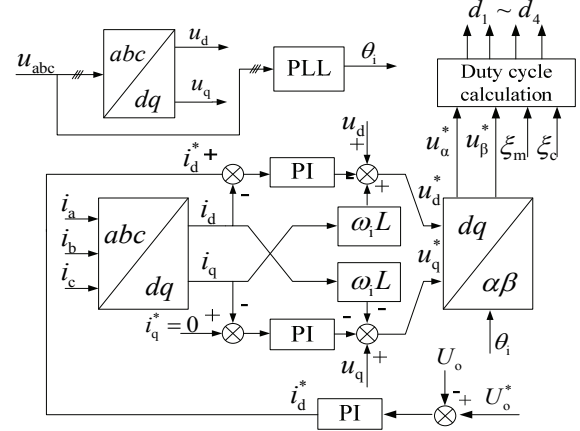 d₁ ~ d₄
u_abc
abc
dq
u_d
u_q
PLL
θ_i
Duty cycle
calculation
u_α^*
u_β^*
ξ_m
ξ_c
i_d^*
+
-
PI
-
u_d
+
+
u_d^*
i_a
i_b
i_c
abc
dq
i_d
i_q
ω_i L
ω_i L
u_q^*
dq
αβ
i_q^* = 0
+
-
PI
-
-
+
u_q
θ_i
i_d^*
PI
U_o
-
+
U_o^*